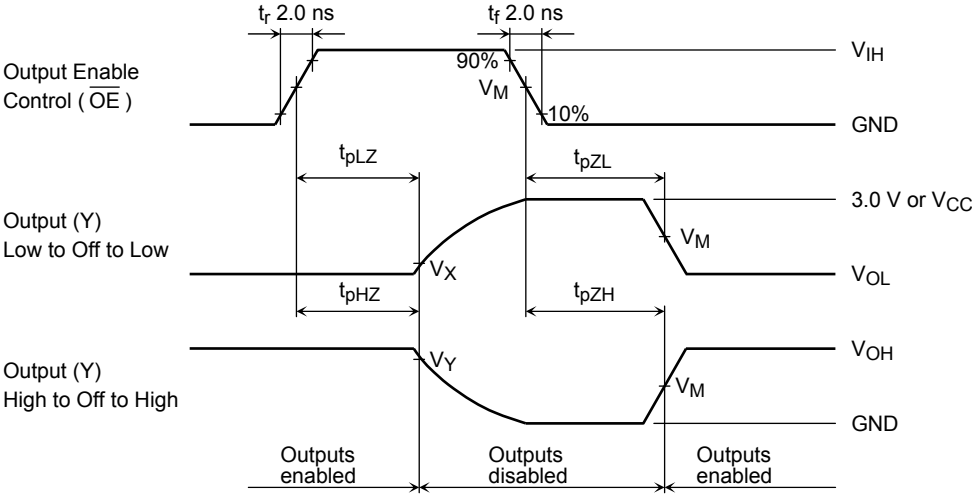 tr 2.0 ns
tf 2.0 ns
Output Enable
Control ( OE )
90%
VM
10%
VIH
GND
tpLZ
tpZL
Output (Y)
Low to Off to Low
VX
VM
3.0 V or VCC
VOL
tpHZ
tpZH
Output (Y)
High to Off to High
VY
VM
VOH
GND
Outputs
enabled
Outputs
disabled
Outputs
enabled